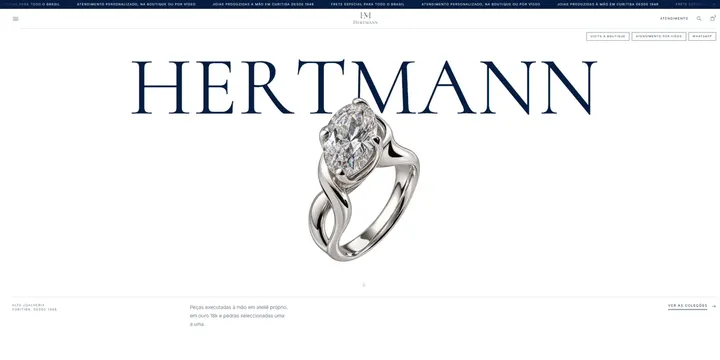 PARA TODO O BRASIL
ATENDIMENTO PERSONALIZADO, NA BOUTIQUE OU POR VÍDEO
JOIAS PRODUZIDAS À MÃO EM CURITIBA DESDE 1946
FRETE ESPECIAL PARA TODO O BRASIL
ATENDIMENTO PERSONALIZADO, NA BOUTIQUE OU POR VÍDEO
JOIAS PRODUZIDAS À MÃO EM CURITIBA DESDE 1946
FRETE
HERTMANN
ATENDIMENTO
VISITE A BOUTIQUE
ATENDIMENTO POR VÍDEO
WHATSAPP
HERTMANN
ALTA JOALHERIA
CURITIBA, DESDE 1946
Peças executadas à mão em ateliê próprio,
em ouro 18k e pedras selecionadas uma
a uma.
VER AS COLEÇÕES →